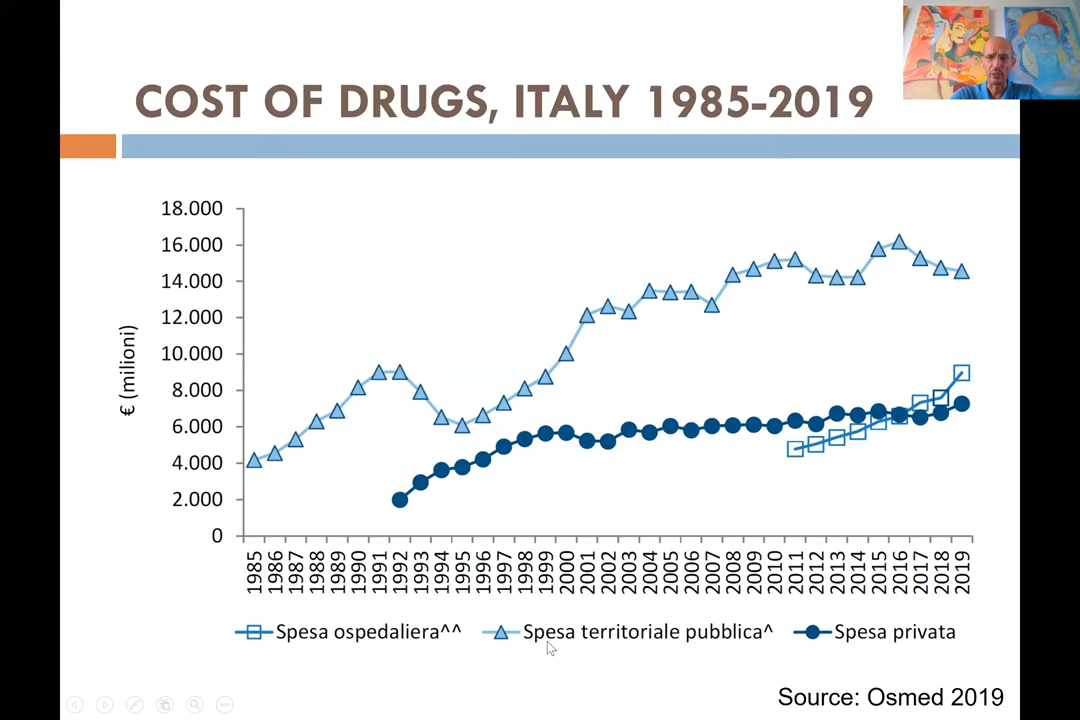 COST OF DRUGS, ITALY 1985-2019
€ (milioni)
18.000
16.000
14.000
12.000
10.000
8.000
6.000
4.000
2.000
0
1985 1986 1987 1988 1989 1990 1991 1992 1993 1994 1995 1996 1997 1998 1999 2000 2001 2002 2003 2004 2005 2006 2007 2008 2009 2010 2011 2012 2013 2014 2015 2016 2017 2018 2019
Spesa ospedaliera^^ Spesa territoriale pubblica^ Spesa privata
Source: Osmed 2019